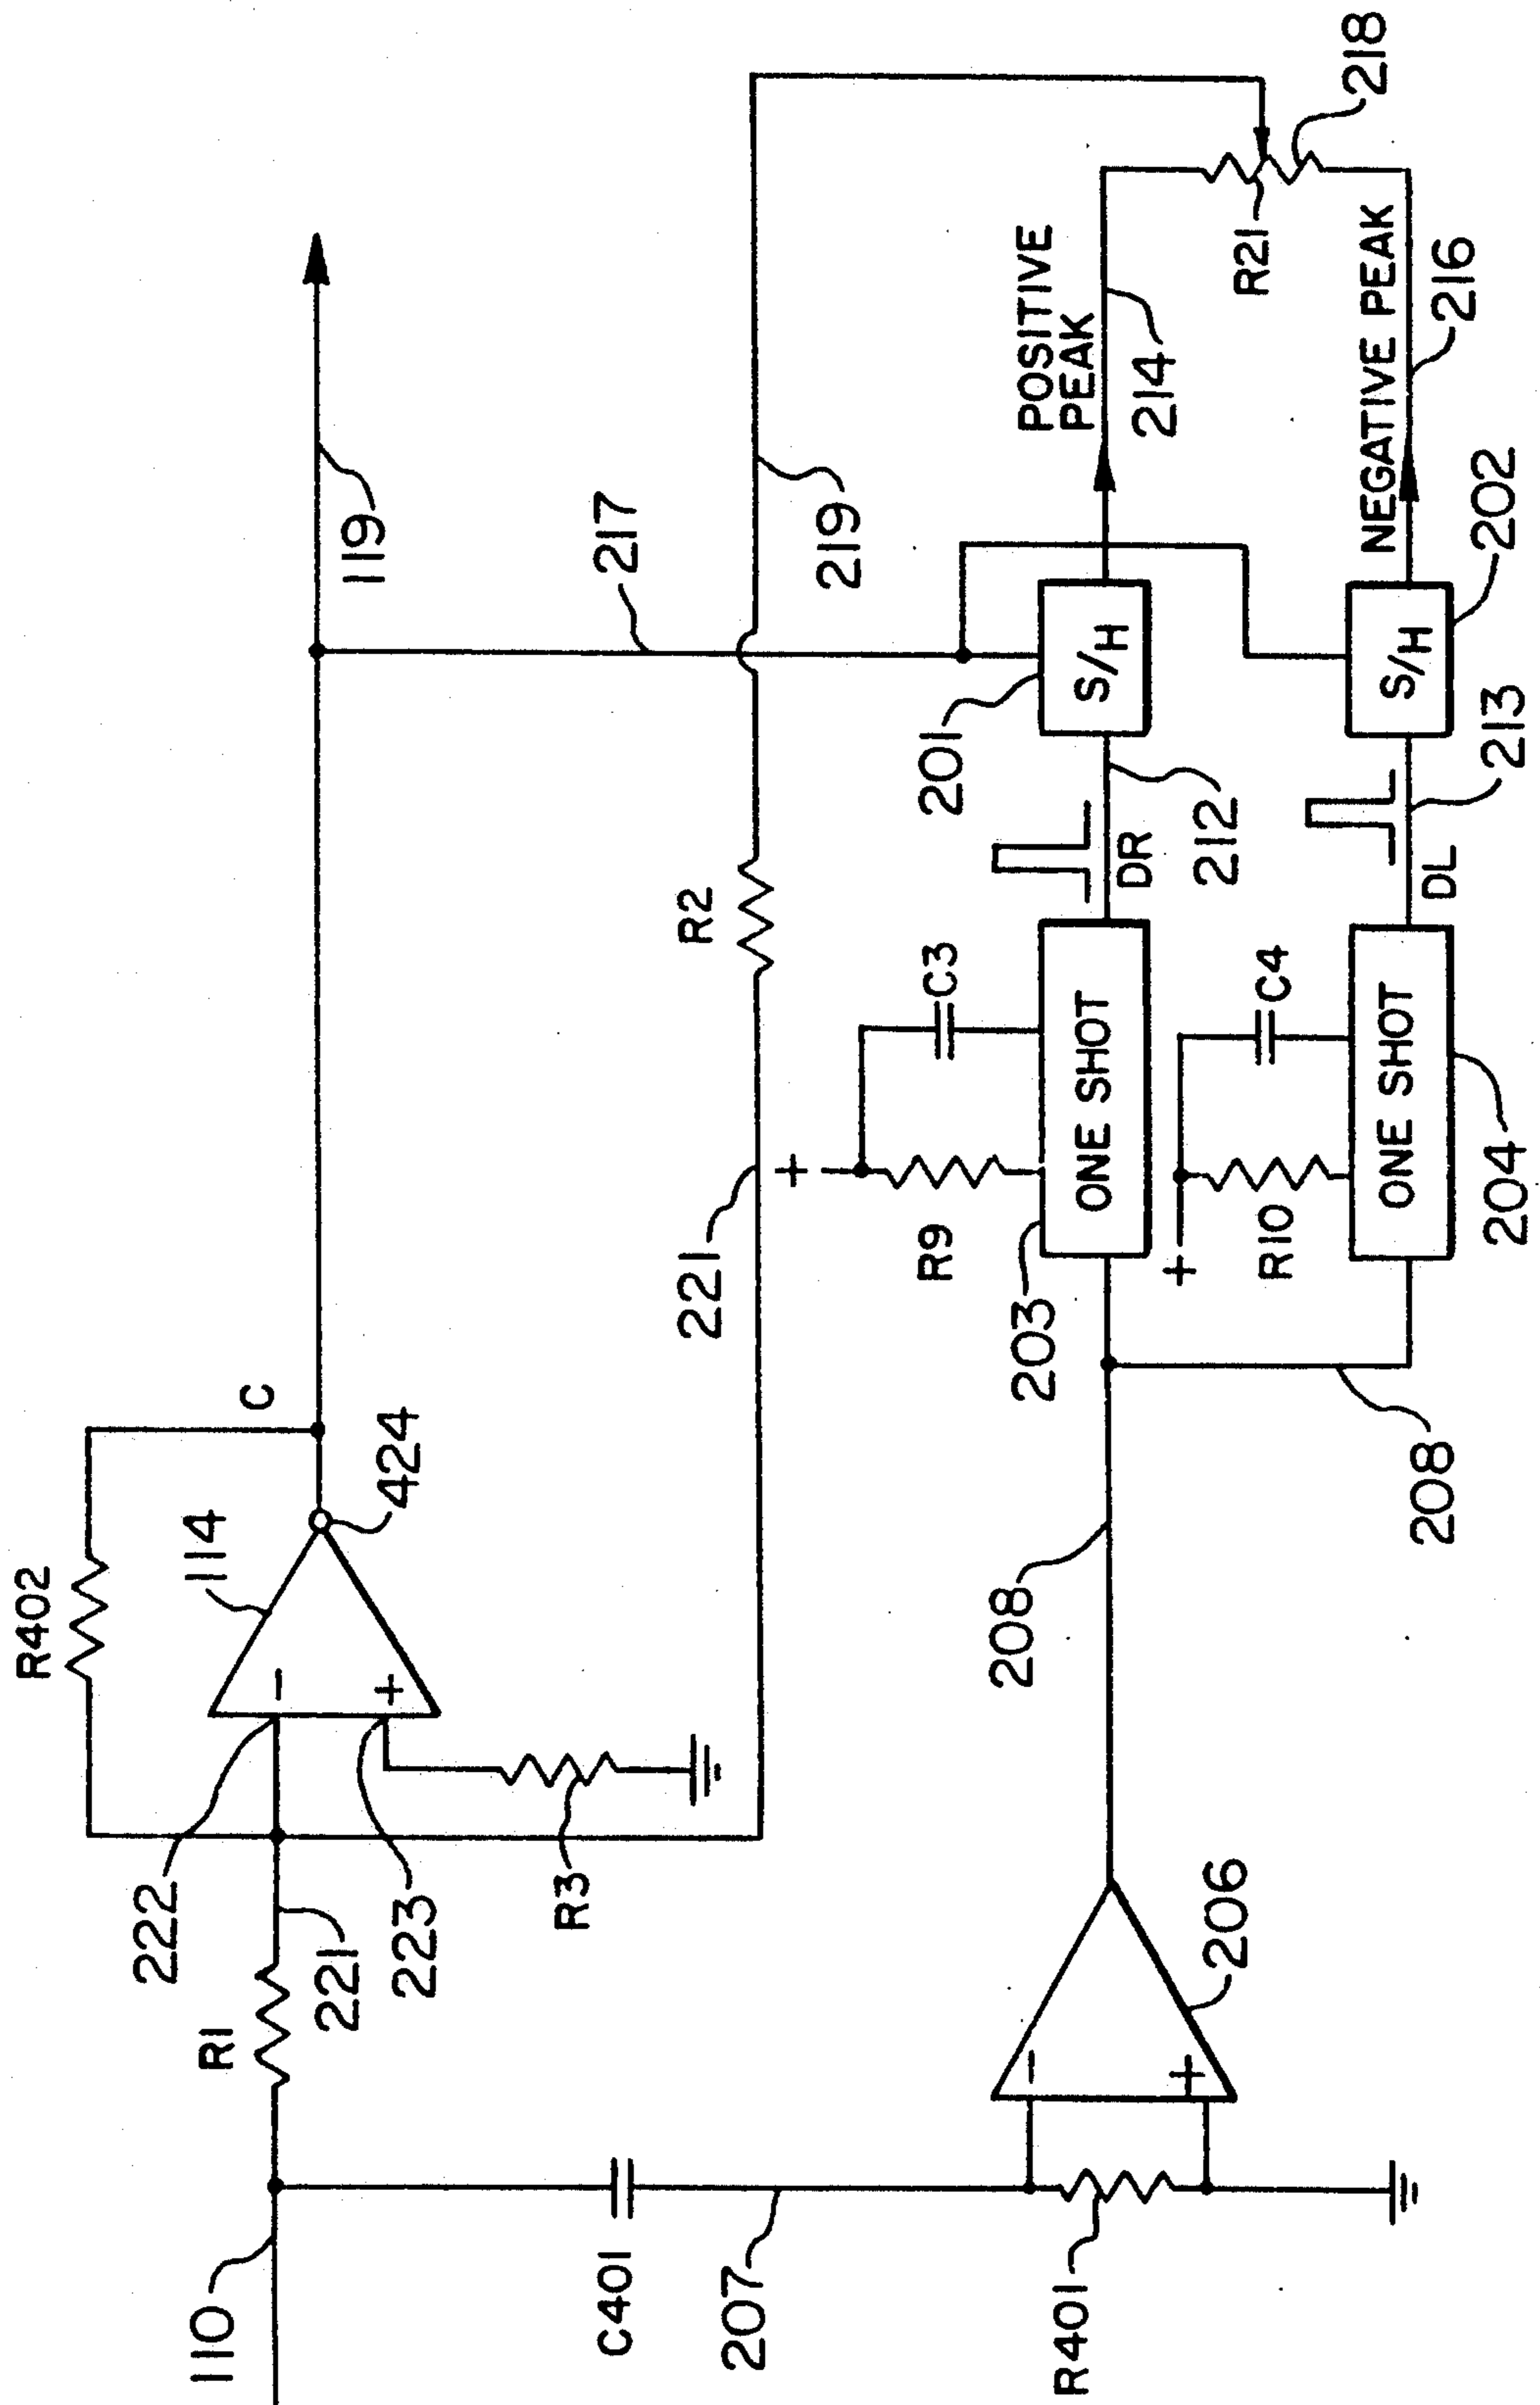 R402
114
C
424
119
222
223
R1
221
R3
110
C401
207
R401
206
208
208
221
R2
217
219
R9
C3
203
ONE SHOT
DR
212
201
S/H
POSITIVE
PEAK
214
R21
218
R10
C4
204
ONE SHOT
DL
213
S/H
202
NEGATIVE PEAK
216
+
+
−
+
−
+